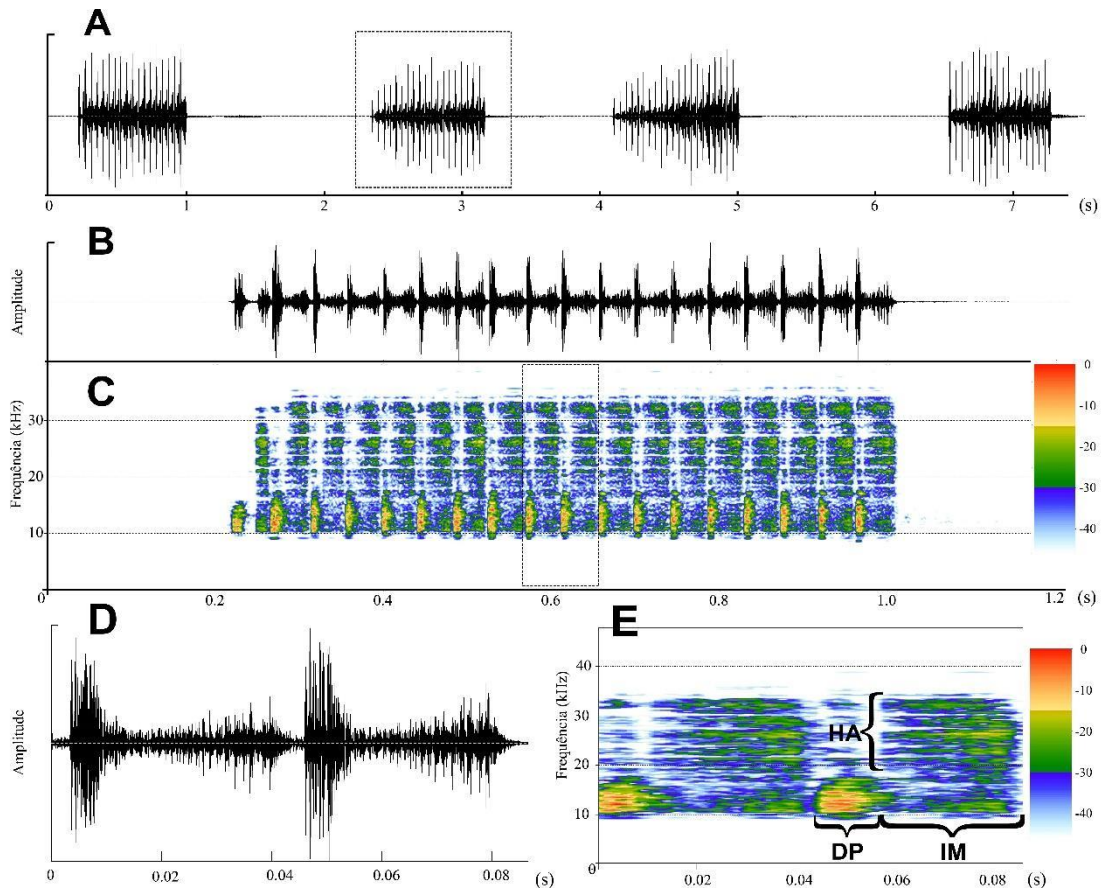 A
0 1 2 3 4 5 6 7 (s)
B
Amplitude
C
Frequência (kHz)
30
20
10
0 0.2 0.4 0.6 0.8 1.0 1.2 (s)
0
-10
-20
-30
-40
D
Amplitude
0 0.02 0.04 0.06 0.08 (s)
E
Frequência (kHz)
40
30
20
10
0
HA
DP IM
0.02 0.04 0.06 0.08 (s)
0
-10
-20
-30
-40